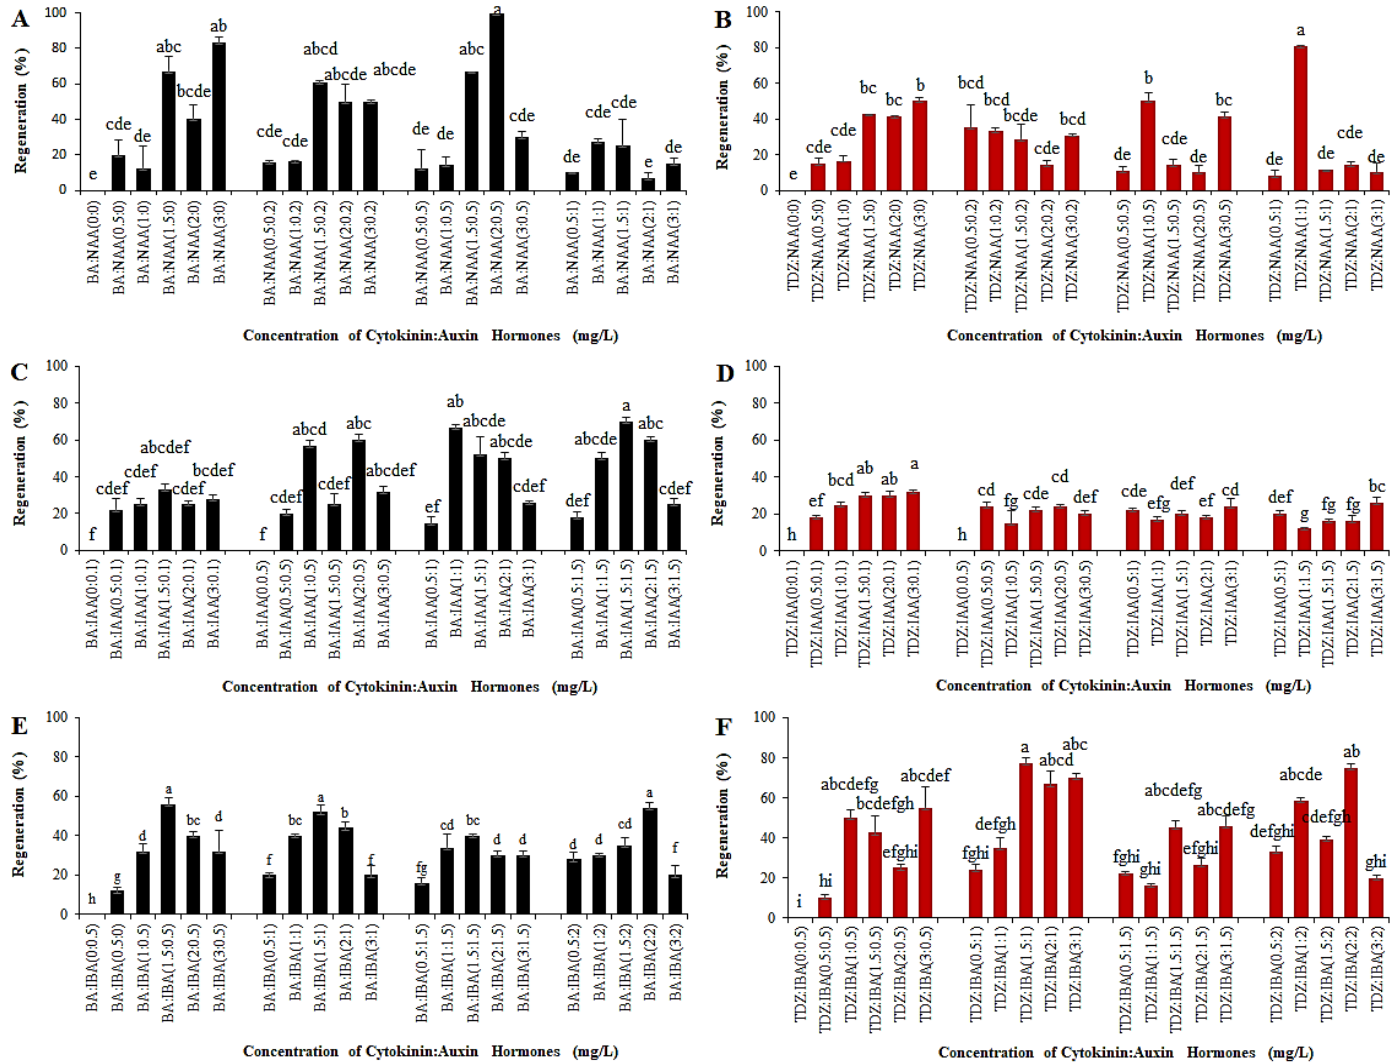 A
Regeneration (%)
100
80
60
40
20
0
e
cde
de
abc
bcde
ab
cde
cde
abcd
abcde
abcde
de
de
abc
a
cde
de
cde
cde
e
de
BA:NAA(0:0)
BA:NAA(0.5:0)
BA:NAA(1:0)
BA:NAA(1.5:0)
BA:NAA(2:0)
BA:NAA(3:0)
BA:NAA(0.5:0.2)
BA:NAA(1:0.2)
BA:NAA(1.5:0.2)
BA:NAA(2:0.2)
BA:NAA(3:0.2)
BA:NAA(0.5:0.5)
BA:NAA(1:0.5)
BA:NAA(1.5:0.5)
BA:NAA(2:0.5)
BA:NAA(3:0.5)
BA:NAA(0.5:1)
BA:NAA(1:1)
BA:NAA(1.5:1)
BA:NAA(2:1)
BA:NAA(3:1)
Concentration of Cytokinin:Auxin Hormones (mg/L)
B
Regeneration (%)
100
80
60
40
20
0
e
cde
cde
bc
bc
b
bcd
bcd
bcde
cde
bcd
de
b
cde
de
bcd
de
a
de
cde
de
TDZ:NAA(0:0)
TDZ:NAA(0.5:0)
TDZ:NAA(1:0)
TDZ:NAA(1.5:0)
TDZ:NAA(2:0)
TDZ:NAA(3:0)
TDZ:NAA(0.5:0.2)
TDZ:NAA(1:0.2)
TDZ:NAA(1.5:0.2)
TDZ:NAA(2:0.2)
TDZ:NAA(3:0.2)
TDZ:NAA(0.5:0.5)
TDZ:NAA(1:0.5)
TDZ:NAA(1.5:0.5)
TDZ:NAA(2:0.5)
TDZ:NAA(3:0.5)
TDZ:NAA(0.5:1)
TDZ:NAA(1:1)
TDZ:NAA(1.5:1)
TDZ:NAA(2:1)
TDZ:NAA(3:1)
Concentration of Cytokinin:Auxin Hormones (mg/L)
C
Regeneration (%)
100
80
60
40
20
0
f
cdef
cdef
abcdef
cdef
bcdef
f
cdef
abcd
cdef
abc
abcdef
ef
ab
abcde
abcde
cdef
def
abcde
a
abc
cdef
BA:IAA(0:0.1)
BA:IAA(0.5:0.1)
BA:IAA(1:0.1)
BA:IAA(1.5:0.1)
BA:IAA(2:0.1)
BA:IAA(3:0.1)
BA:IAA(0:0.5)
BA:IAA(0.5:0.5)
BA:IAA(1:0.5)
BA:IAA(1.5:0.5)
BA:IAA(2:0.5)
BA:IAA(3:0.5)
BA:IAA(0.5:1)
BA:IAA(1:1)
BA:IAA(1.5:1)
BA:IAA(2:1)
BA:IAA(3:1)
BA:IAA(0.5:1.5)
BA:IAA(1:1.5)
BA:IAA(1.5:1.5)
BA:IAA(2:1.5)
BA:IAA(3:1.5)
Concentration of Cytokinin:Auxin Hormones (mg/L)
D
Regeneration (%)
100
80
60
40
20
0
h
ef
bcd
ab
ab
a
h
cd
fg
cde
cd
def
cde
efg
def
ef
cd
def
g
fg
fg
bc
TDZ:IAA(0:0.1)
TDZ:IAA(0.5:0.1)
TDZ:IAA(1:0.1)
TDZ:IAA(1.5:0.1)
TDZ:IAA(2:0.1)
TDZ:IAA(3:0.1)
TDZ:IAA(0:0.5)
TDZ:IAA(0.5:0.5)
TDZ:IAA(1:0.5)
TDZ:IAA(1.5:0.5)
TDZ:IAA(2:0.5)
TDZ:IAA(3:0.5)
TDZ:IAA(0.5:1)
TDZ:IAA(1:1)
TDZ:IAA(1.5:1)
TDZ:IAA(2:1)
TDZ:IAA(3:1)
TDZ:IAA(0.5:1)
TDZ:IAA(1:1.5)
TDZ:IAA(1.5:1.5)
TDZ:IAA(2:1.5)
TDZ:IAA(3:1.5)
Concentration of Cytokinin:Auxin Hormones (mg/L)
E
Regeneration (%)
100
80
60
40
20
0
h
g
d
a
bc
d
f
bc
a
b
f
fg
cd
a
d
d
d
d
cd
a
f
BA:IBA(0:0.5)
BA:IBA(0.5:0)
BA:IBA(1:0.5)
BA:IBA(1.5:0.5)
BA:IBA(2:0.5)
BA:IBA(3:0.5)
BA:IBA(0.5:1)
BA:IBA(1:1)
BA:IBA(1.5:1)
BA:IBA(2:1)
BA:IBA(3:1)
BA:IBA(0.5:1.5)
BA:IBA(1:1.5)
BA:IBA(1.5:1.5)
BA:IBA(2:1.5)
BA:IBA(3:1.5)
BA:IBA(0.5:2)
BA:IBA(1:2)
BA:IBA(1.5:2)
BA:IBA(2:2)
BA:IBA(3:2)
Concentration of Cytokinin:Auxin Hormones (mg/L)
F
Regeneration (%)
100
80
60
40
20
0
i
hi
abcdefg
bcdefgh
efghi
abcdef
fghi
defgh
a
abcd
abc
fghi
ghi
abcdefg
efghi
abcdefg
defghi
abcde
cdefgh
ab
ghi
TDZ:IBA(0:0.5)
TDZ:IBA(0.5:0.5)
TDZ:IBA(1:0.5)
TDZ:IBA(1.5:0.5)
TDZ:IBA(2:0.5)
TDZ:IBA(3:0.5)
TDZ:IBA(0.5:1)
TDZ:IBA(1:1)
TDZ:IBA(1.5:1)
TDZ:IBA(2:1)
TDZ:IBA(3:1)
TDZ:IBA(0.5:1.5)
TDZ:IBA(1:1.5)
TDZ:IBA(1.5:1.5)
TDZ:IBA(2:1.5)
TDZ:IBA(3:1.5)
TDZ:IBA(0.5:2)
TDZ:IBA(1:2)
TDZ:IBA(1.5:2)
TDZ:IBA(2:2)
TDZ:IBA(3:2)
Concentration of Cytokinin:Auxin Hormones (mg/L)